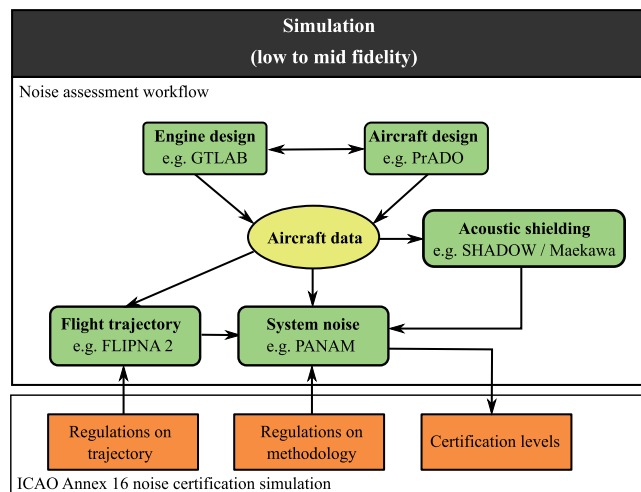 Simulation
(low to mid fidelity)
Noise assessment workflow
Engine design
e.g. GTLAB
Aircraft design
e.g. PrADO
Aircraft data
Acoustic shielding
e.g. SHADOW / Maekawa
Flight trajectory
e.g. FLIPNA 2
System noise
e.g. PANAM
Regulations on
trajectory
Regulations on
methodology
Certification levels
ICAO Annex 16 noise certification simulation